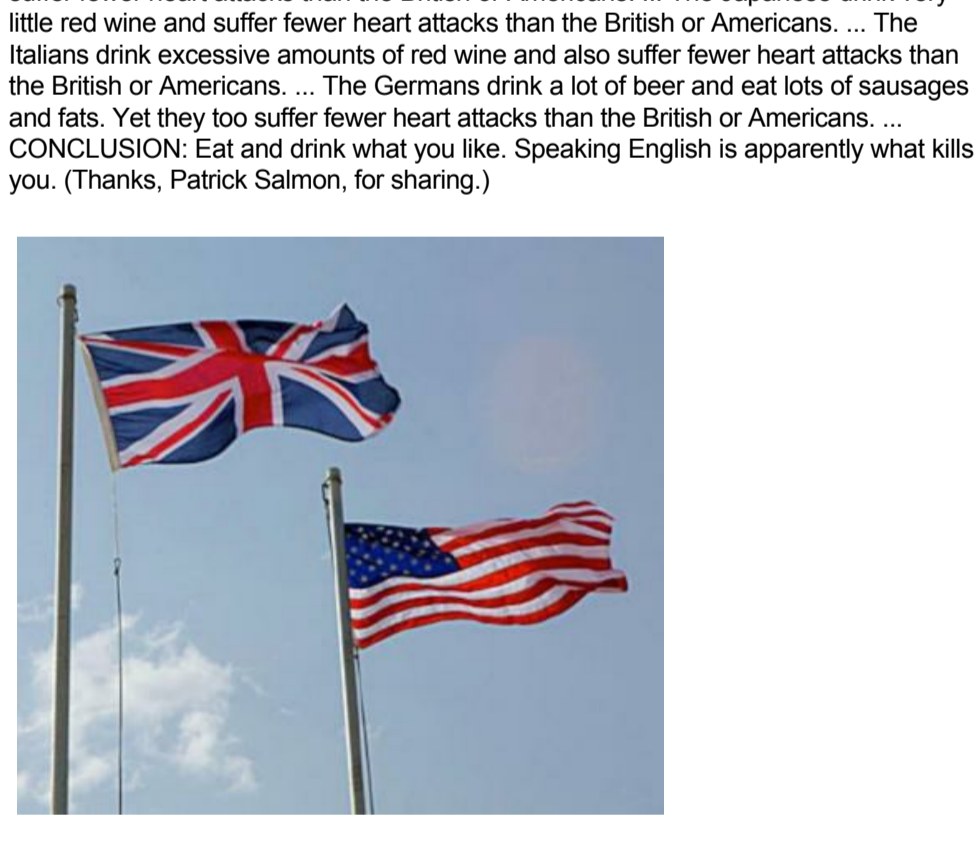 little red wine and suffer fewer heart attacks than the British or Americans. ... The
Italians drink excessive amounts of red wine and also suffer fewer heart attacks than
the British or Americans. ... The Germans drink a lot of beer and eat lots of sausages
and fats. Yet they too suffer fewer heart attacks than the British or Americans. ...
CONCLUSION: Eat and drink what you like. Speaking English is apparently what kills
you. (Thanks, Patrick Salmon, for sharing.)